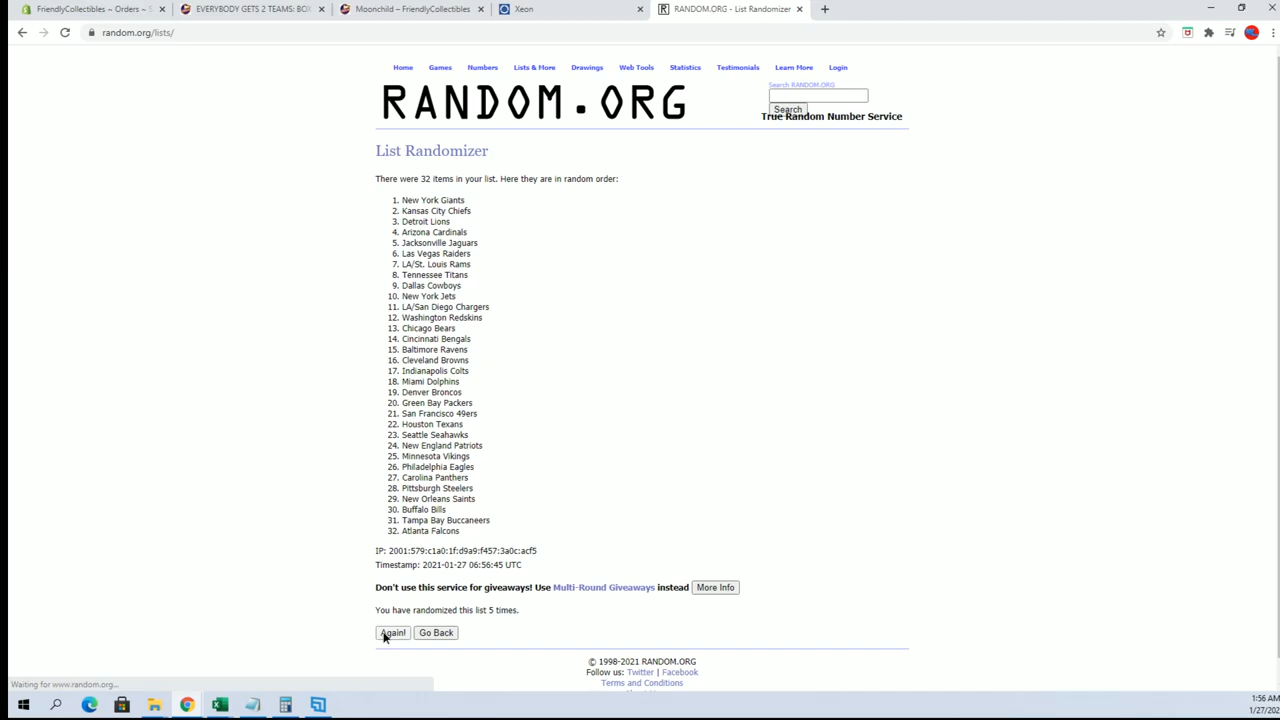 FriendlyCollectibles ~ Orders ~ S
EVERYBODY GETS 2 TEAMS: BOX
Moonchild – FriendlyCollectibles
Xeon
RANDOM.ORG - List Randomizer
random.org/lists/
Home Games Numbers Lists & More Drawings Web Tools Statistics Testimonials Learn More Login
Search RANDOM.ORG
RANDOM.ORG
Search
True Random Number Service
List Randomizer
There were 32 items in your list. Here they are in random order:
1. New York Giants
2. Kansas City Chiefs
3. Detroit Lions
4. Arizona Cardinals
5. Jacksonville Jaguars
6. Las Vegas Raiders
7. LA/St. Louis Rams
8. Tennessee Titans
9. Dallas Cowboys
10. New York Jets
11. LA/San Diego Chargers
12. Washington Redskins
13. Chicago Bears
14. Cincinnati Bengals
15. Baltimore Ravens
16. Cleveland Browns
17. Indianapolis Colts
18. Miami Dolphins
19. Denver Broncos
20. Green Bay Packers
21. San Francisco 49ers
22. Houston Texans
23. Seattle Seahawks
24. New England Patriots
25. Minnesota Vikings
26. Philadelphia Eagles
27. Carolina Panthers
28. Pittsburgh Steelers
29. New Orleans Saints
30. Buffalo Bills
31. Tampa Bay Buccaneers
32. Atlanta Falcons
IP: 2001:579:c1a0:1f:d9a9:f457:3a0c:acf5
Timestamp: 2021-01-27 06:56:45 UTC
Don't use this service for giveaways! Use Multi-Round Giveaways instead More Info
You have randomized this list 5 times.
Again! Go Back
© 1998-2021 RANDOM.ORG
Follow us: Twitter | Facebook
Terms and Conditions
Waiting for www.random.org...
1:56 AM
1/27/202